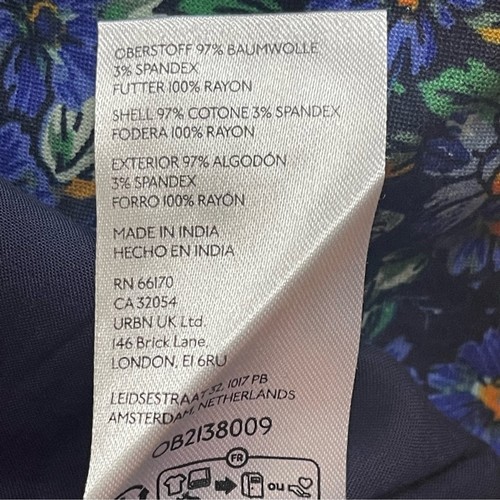 OBERSTOFF 97% BAUMWOLLE
3% SPANDEX
FUTTER 100% RAYON
SHELL 97% COTONE 3% SPANDEX
FODERA 100% RAYON
EXTERIOR 97% ALGODÓN
3% SPANDEX
FORRO 100% RAYÓN
MADE IN INDIA
HECHO EN INDIA
RN 66170
CA 32054
URBN UK Ltd.
146 Brick Lane,
LONDON, E1 6RU
LEIDSESTRAAT 32, 1017 PB
AMSTERDAM, NETHERLANDS
OB2138009
FR
ou